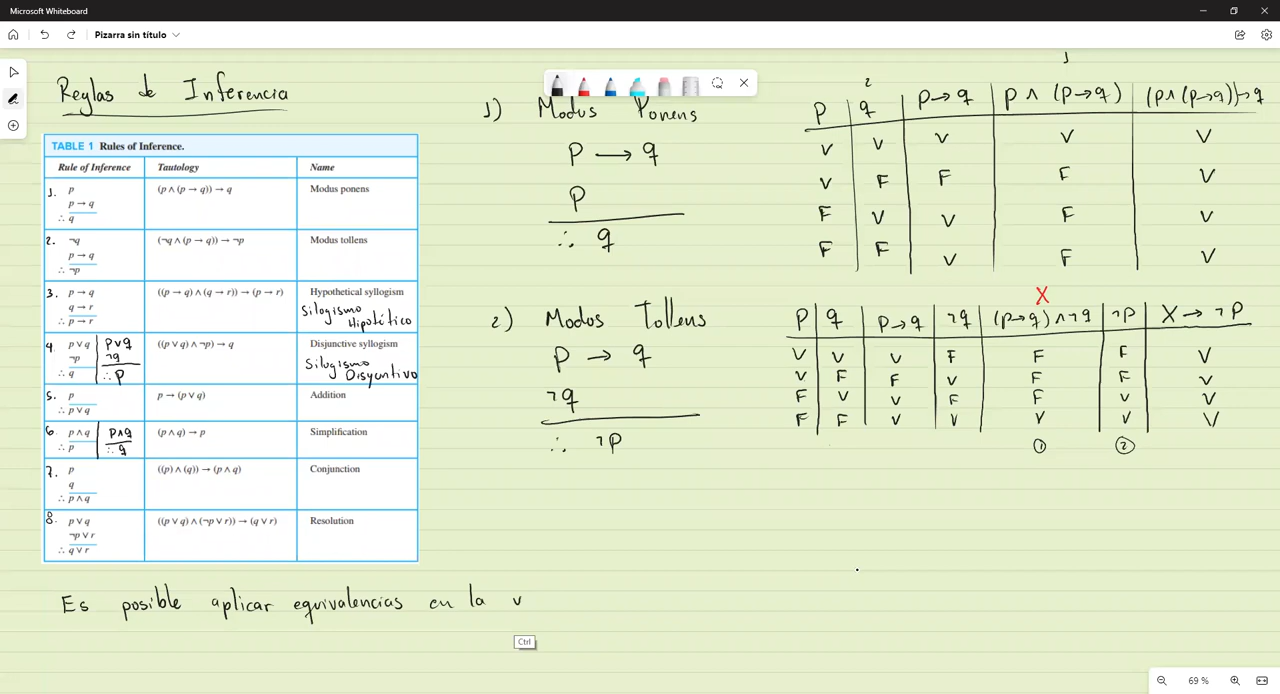 Microsoft Whiteboard
Pizarra sin título
Reglas de Inferencia
TABLE 1 Rules of Inference.
Rule of Inference Tautology Name
1. p (p ∧ (p → q)) → q Modus ponens
p → q
∴ q
2. ¬q (¬q ∧ (p → q)) → ¬p Modus tollens
p → q
∴ ¬p
3. p → q ((p → q) ∧ (q → r)) → (p → r) Hypothetical syllogism
q → r Silogismo
∴ p → r Hipotético
4. p ∨ q p ∨ q ((p ∨ q) ∧ ¬p) → q Disjunctive syllogism
¬p ¬q Silogismo
∴ q ∴ p Disyuntivo
5. p p → (p ∨ q) Addition
∴ p ∨ q
6. p ∧ q p ∧ q (p ∧ q) → p Simplification
∴ p ∴ q
7. p ((p) ∧ (q)) → (p ∧ q) Conjunction
q
∴ p ∧ q
8. p ∨ q ((p ∨ q) ∧ (¬p ∨ r)) → (q ∨ r) Resolution
¬p ∨ r
∴ q ∨ r
Es posible aplicar equivalencias en la v
Ctrl
1) Modus Ponens
p → q
p
∴ q
2 1
p q p → q p ∧ (p → q) (p ∧ (p → q)) → q
V V V V V
V F F F V
F V V F V
F F V F V
2) Modus Tollens
p → q
¬q
∴ ¬p
X
p q p → q ¬q (p → q) ∧ ¬q ¬p X → ¬p
V V V F F F V
V F F V F F V
F V V F F V V
F F V V V V V
① ②
69 %